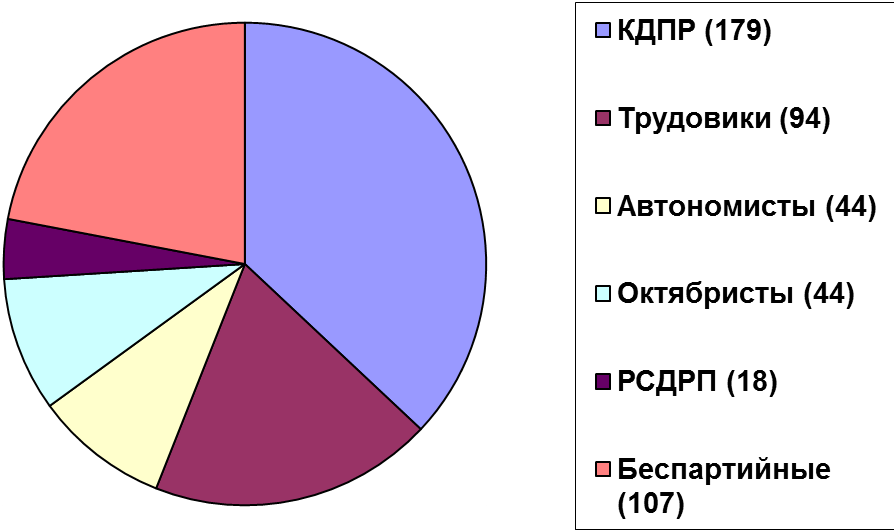 КДПР (179)
Трудовики (94)
Автономисты (44)
Октябристы (44)
РСДРП (18)
Беспартийные
(107)